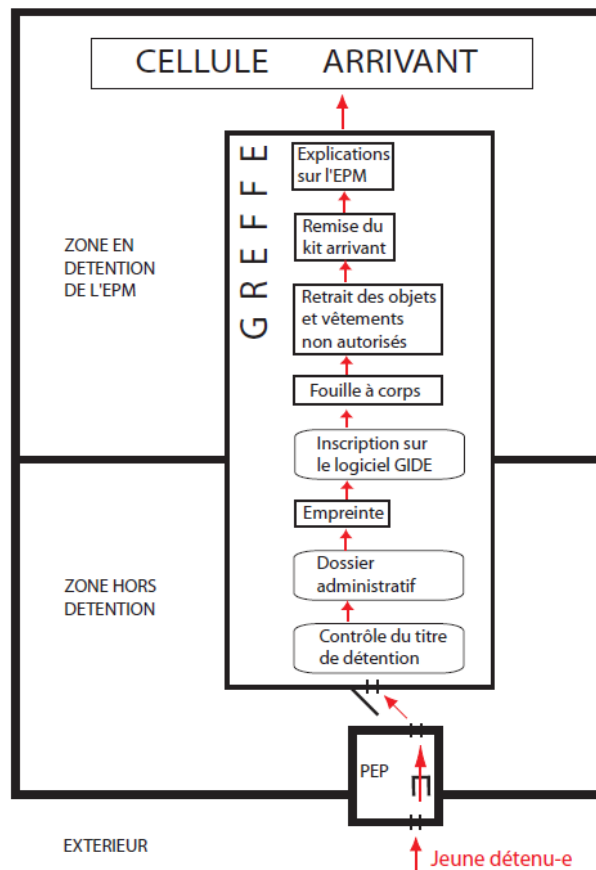 CELLULE ARRIVANT
GREFFE
Explications
sur l'EPM
Remise du
kit arrivant
ZONE EN
DETENTION
DE L'EPM
Retrait des objets
et vêtements
non autorisés
Fouille à corps
Inscription sur
le logiciel GIDE
Empreinte
Dossier
administratif
ZONE HORS
DETENTION
Contrôle du titre
de détention
PEP
EXTERIEUR
Jeune détenu-e